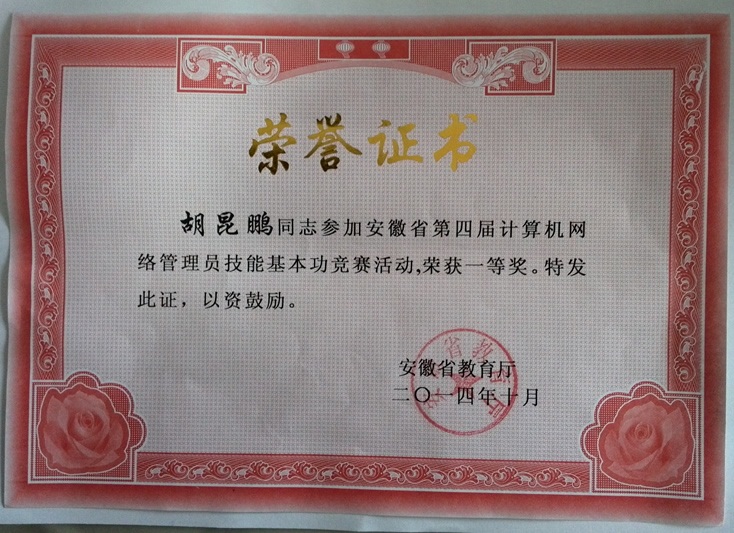 荣誉证书
胡昆鹏同志参加安徽省第四届计算机网
络管理员技能基本功竞赛活动,荣获一等奖。特发
此证，以资鼓励。
安徽省教育厅
二〇一四年十月